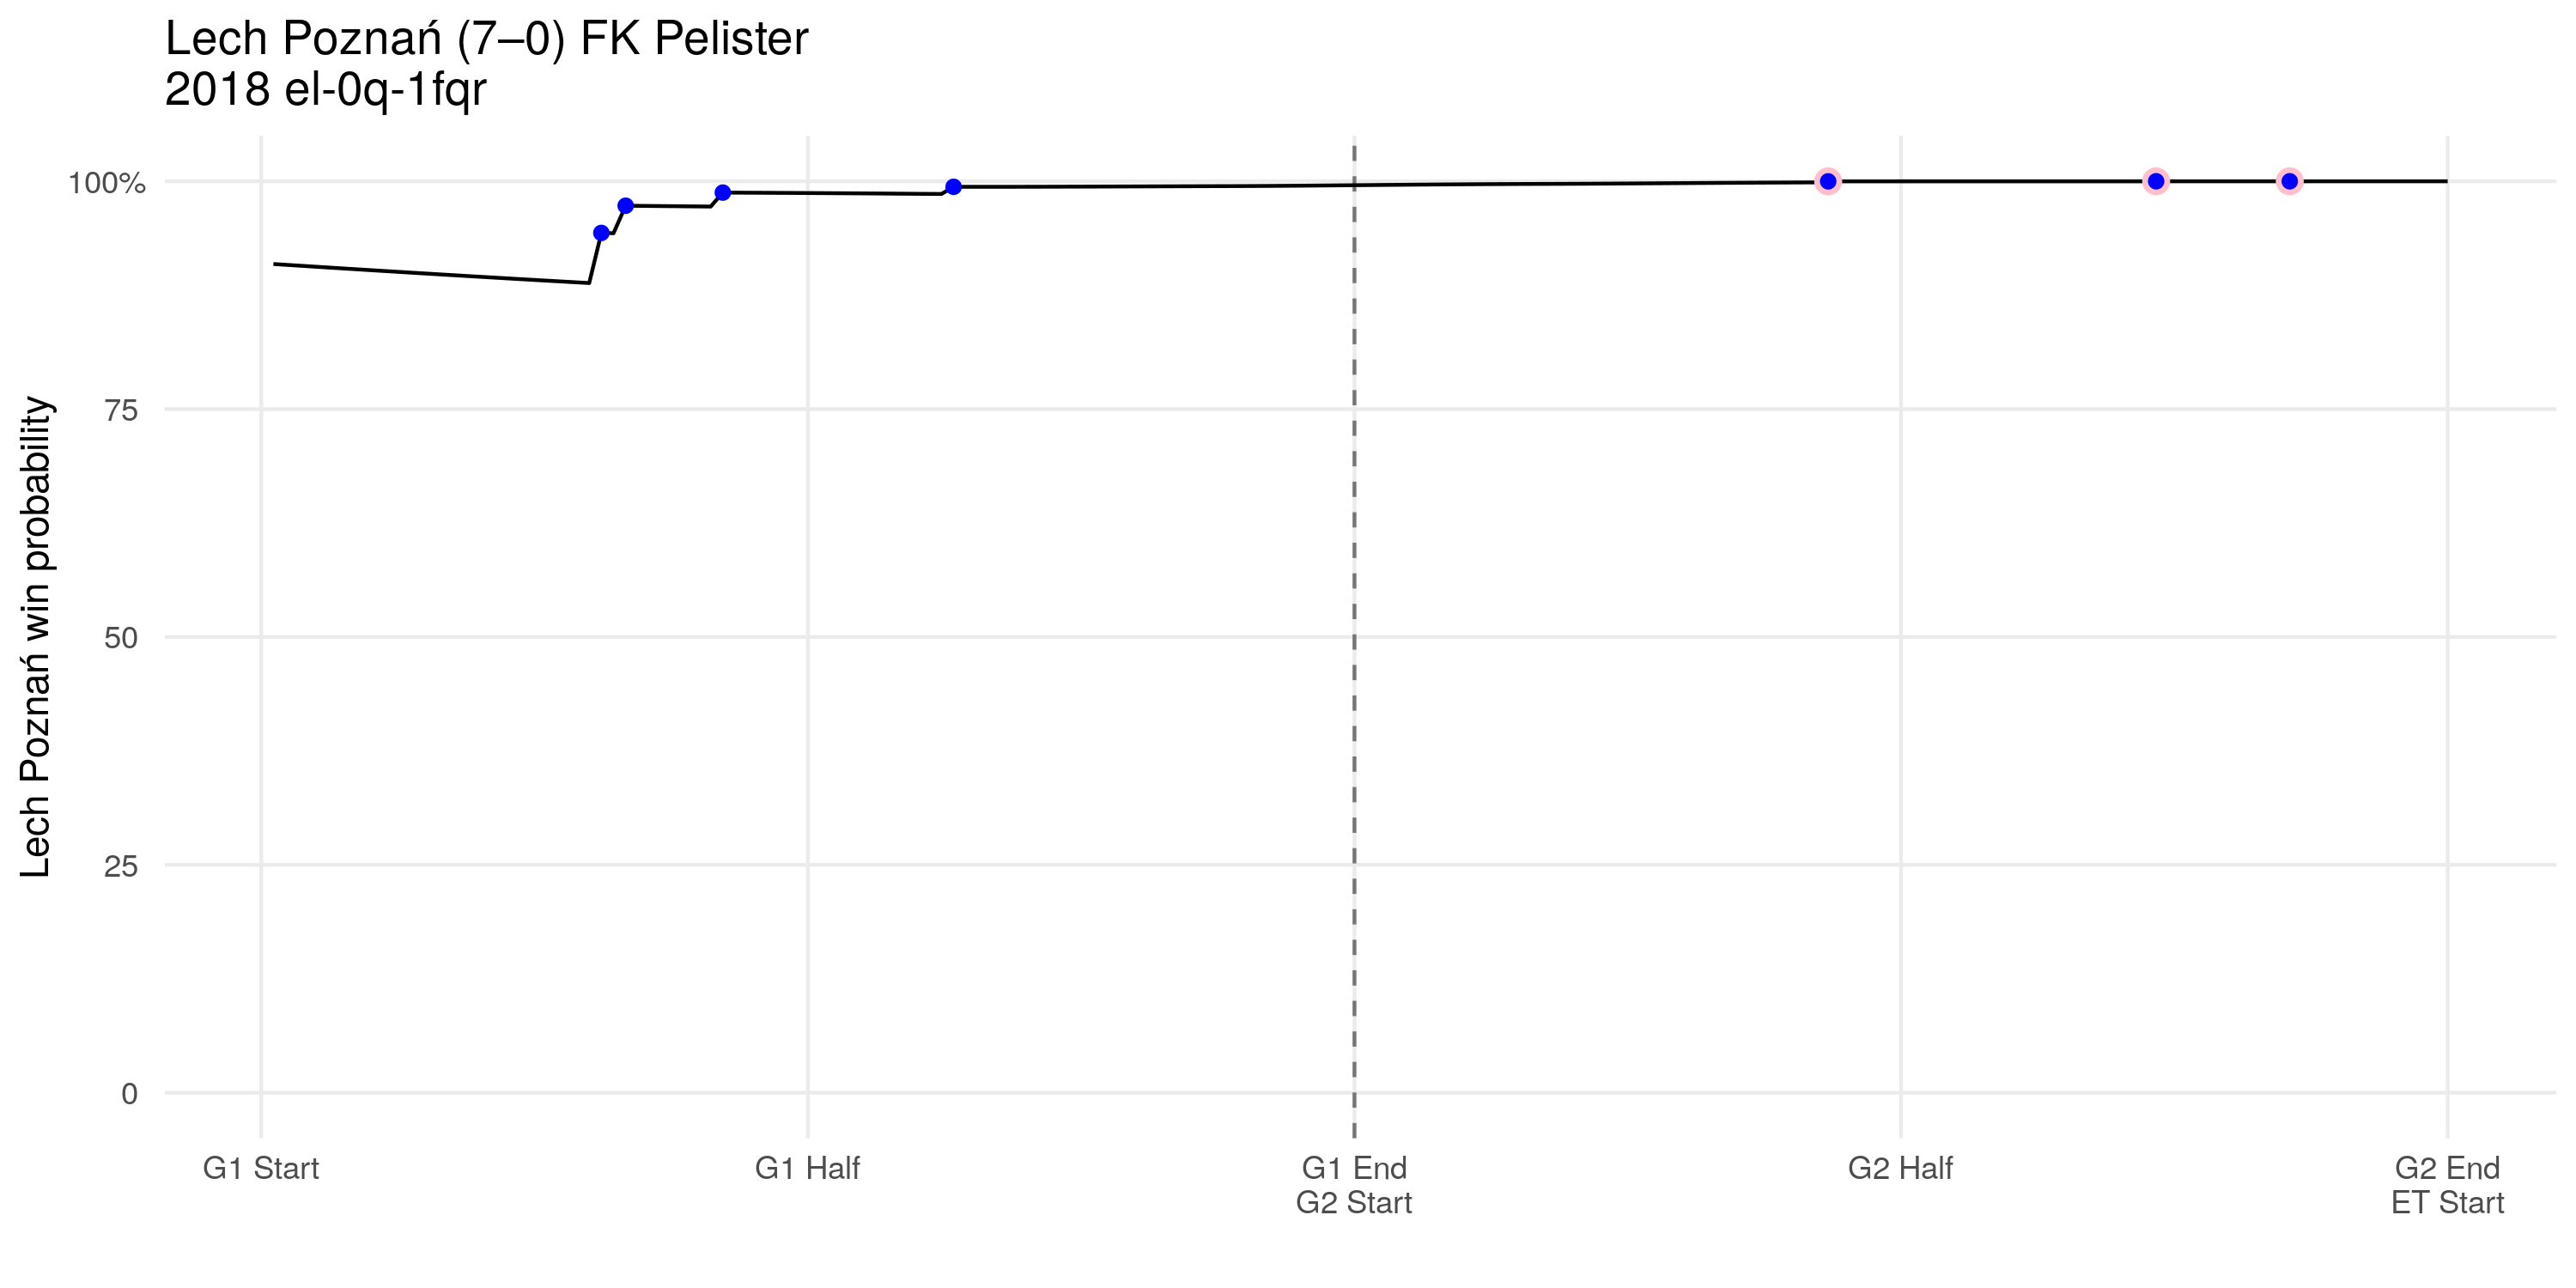 Lech Poznań (7–0) FK Pelister
2018 el-0q-1fqr
Lech Poznań win probability
100%
75
50
25
0
G1 Start
G1 Half
G1 End
G2 Start
G2 Half
G2 End
ET Start